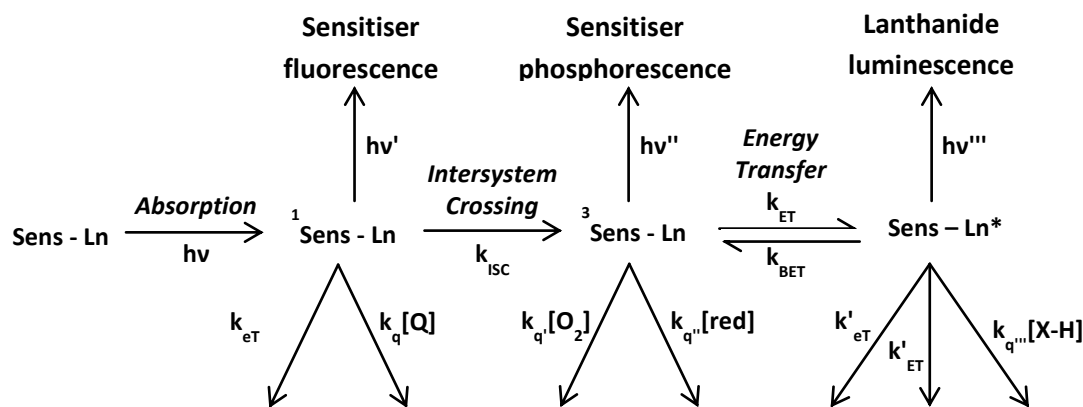 Sensitiser
fluorescence
Sensitiser
phosphorescence
Lanthanide
luminescence
hν'
hν''
hν'''
Absorption
hν
Intersystem
Crossing
k_ISC
Energy
Transfer
k_ET
k_BET
Sens - Ln
¹Sens - Ln
³Sens - Ln
Sens – Ln*
k_eT
k_q[Q]
k_q'[O₂]
k_q''[red]
k'_eT
k'_ET
k_q'''[X-H]